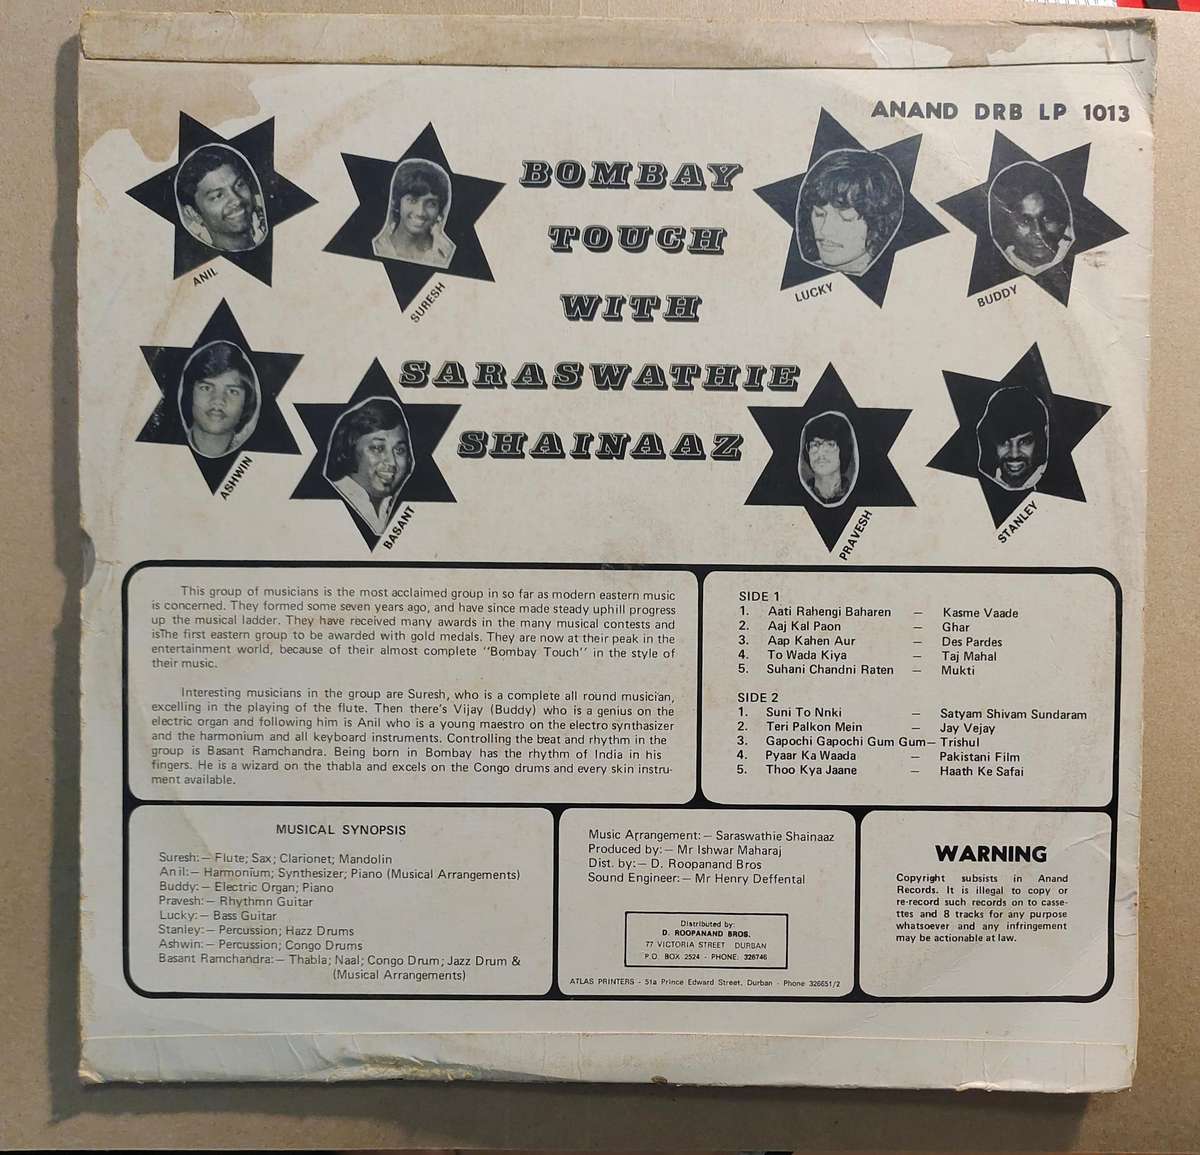 ANAND DRB LP 1013
BOMBAY
TOUCH
WITH
SARASWATHIE
SHAINAAZ
ANIL
SURESH
LUCKY
BUDDY
ASHWIN
BASANT
PRAVESH
STANLEY
This group of musicians is the most acclaimed group in so far as modern eastern music
is concerned. They formed some seven years ago, and have since made steady uphill progress
up the musical ladder. They have received many awards in the many musical contests and
isThe first eastern group to be awarded with gold medals. They are now at their peak in the
entertainment world, because of their almost complete "Bombay Touch" in the style of
their music.
Interesting musicians in the group are Suresh, who is a complete all round musician,
excelling in the playing of the flute. Then there's Vijay (Buddy) who is a genius on the
electric organ and following him is Anil who is a young maestro on the electro synthasizer
and the harmonium and all keyboard instruments. Controlling the beat and rhythm in the
group is Basant Ramchandra. Being born in Bombay has the rhythm of India in his
fingers. He is a wizard on the thabla and excels on the Congo drums and every skin instru-
ment available.
SIDE 1
1. Aati Rahengi Baharen — Kasme Vaade
2. Aaj Kal Paon — Ghar
3. Aap Kahen Aur — Des Pardes
4. To Wada Kiya — Taj Mahal
5. Suhani Chandni Raten — Mukti
SIDE 2
1. Suni To Nnki — Satyam Shivam Sundaram
2. Teri Palkon Mein — Jay Vejay
3. Gapochi Gapochi Gum Gum— Trishul
4. Pyaar Ka Waada — Pakistani Film
5. Thoo Kya Jaane — Haath Ke Safai
MUSICAL SYNOPSIS
Suresh:— Flute; Sax; Clarionet; Mandolin
Anil:— Harmonium; Synthesizer; Piano (Musical Arrangements)
Buddy:— Electric Organ; Piano
Pravesh:— Rhythmn Guitar
Lucky:— Bass Guitar
Stanley:— Percussion; Hazz Drums
Ashwin:— Percussion; Congo Drums
Basant Ramchandra:— Thabla; Naal; Congo Drum; Jazz Drum &
(Musical Arrangements)
Music Arrangement:— Saraswathie Shainaaz
Produced by:— Mr Ishwar Maharaj
Dist. by:— D. Roopanand Bros
Sound Engineer:— Mr Henry Deffental
Distributed by:
D. ROOPANAND BROS.
77 VICTORIA STREET DURBAN
P.O. BOX 2524 - PHONE: 326746
ATLAS PRINTERS - 51a Prince Edward Street, Durban - Phone 326651/2
WARNING
Copyright subsists in Anand
Records. It is illegal to copy or
re-record such records on to casse-
ttes and 8 tracks for any purpose
whatsoever and any infringement
may be actionable at law.